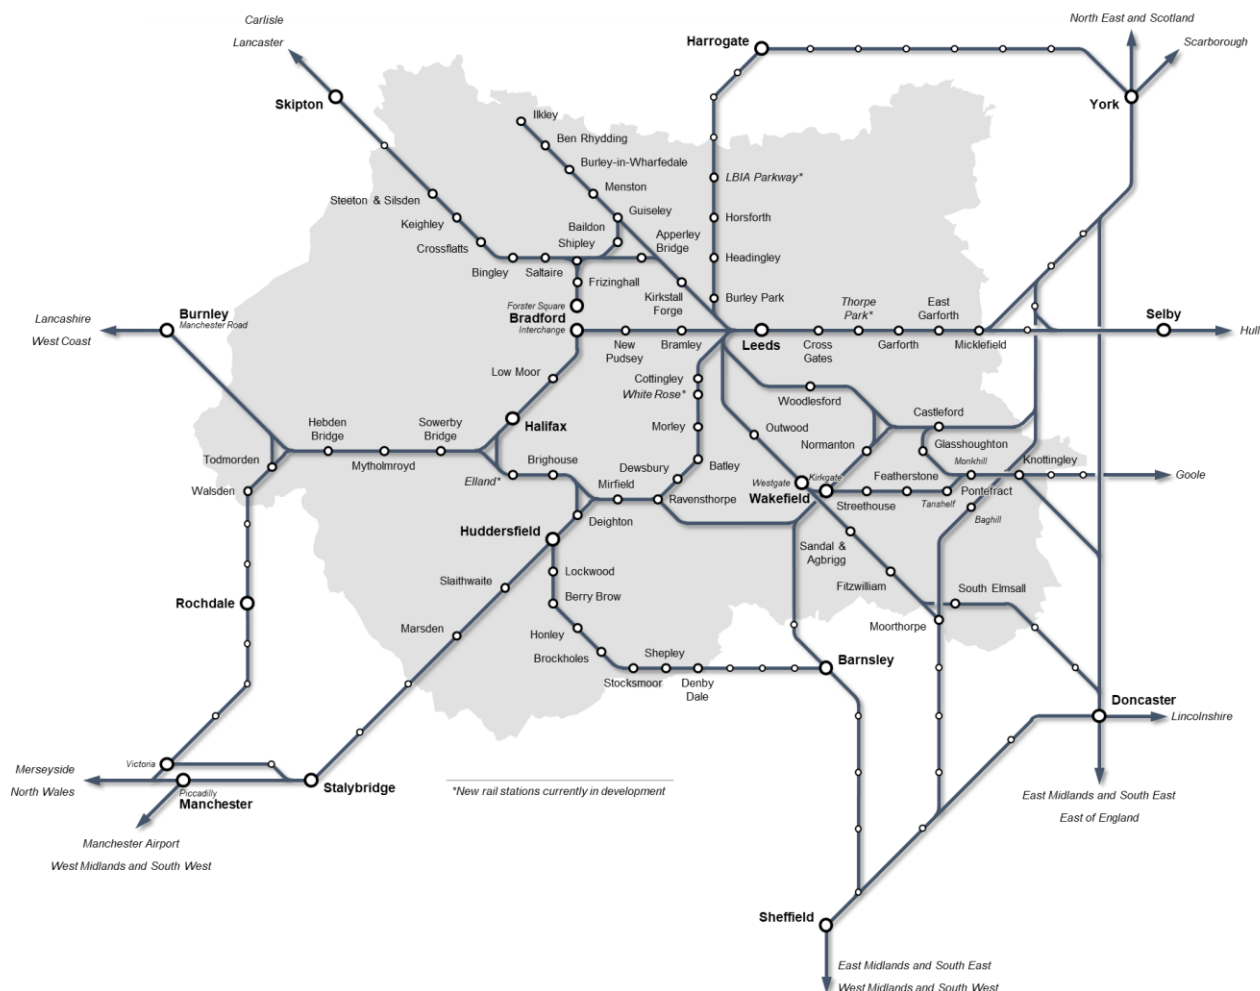 Carlisle
Lancaster
North East and Scotland
Scarborough
Harrogate
Skipton
York
Ilkley
Ben Rhydding
Burley-in-Wharfedale
LBIA Parkway*
Menston
Steeton & Silsden
Guiseley
Horsforth
Keighley
Baildon
Apperley
Bridge
Crossflatts
Shipley
Headingley
Bingley
Saltaire
Frizinghall
Kirkstall
Forge
Burley Park
Thorpe
Park*
East
Garforth
Forster Square
Bradford
Interchange
Burnley
Manchester Road
Lancashire
West Coast
Selby
Hull
New
Pudsey
Bramley
Leeds
Cross
Gates
Garforth
Micklefield
Low Moor
Cottingley
White Rose*
Woodlesford
Halifax
Morley
Outwood
Castleford
Hebden
Bridge
Sowerby
Bridge
Normanton
Glasshoughton
Todmorden
Mytholmroyd
Brighouse
Dewsbury
Batley
Monkhill
Knottingley
Elland*
Mirfield
Westgate
Kirkgate
Featherstone
Goole
Walsden
Ravensthorpe
Wakefield
Streethouse
Tanshelf
Pontefract
Baghill
Deighton
Huddersfield
Sandal &
Agbrigg
Lockwood
Slaithwaite
Fitzwilliam
South Elmsall
Berry Brow
Rochdale
Marsden
Honley
Moorthorpe
Brockholes
Shepley
Barnsley
Stocksmoor
Denby
Dale
Doncaster
Lincolnshire
Victoria
Merseyside
North Wales
Piccadilly
Manchester
Stalybridge
*New rail stations currently in development
East Midlands and South East
East of England
Manchester Airport
West Midlands and South West
Sheffield
East Midlands and South East
West Midlands and South West